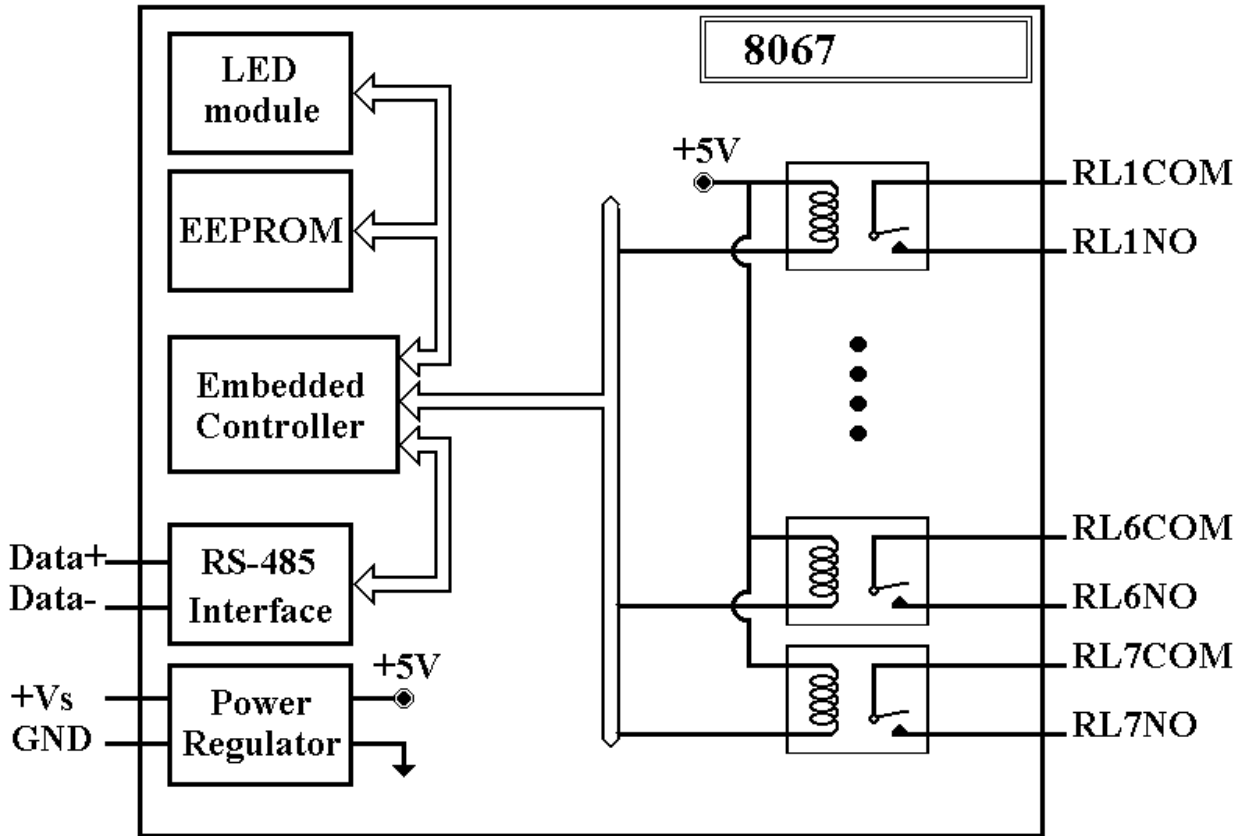 8067
LED
module
EEPROM
Embedded
Controller
Data+
Data-
RS-485
Interface
+Vs
GND
Power
Regulator
+5V
+5V
RL1COM
RL1NO
RL6COM
RL6NO
RL7COM
RL7NO